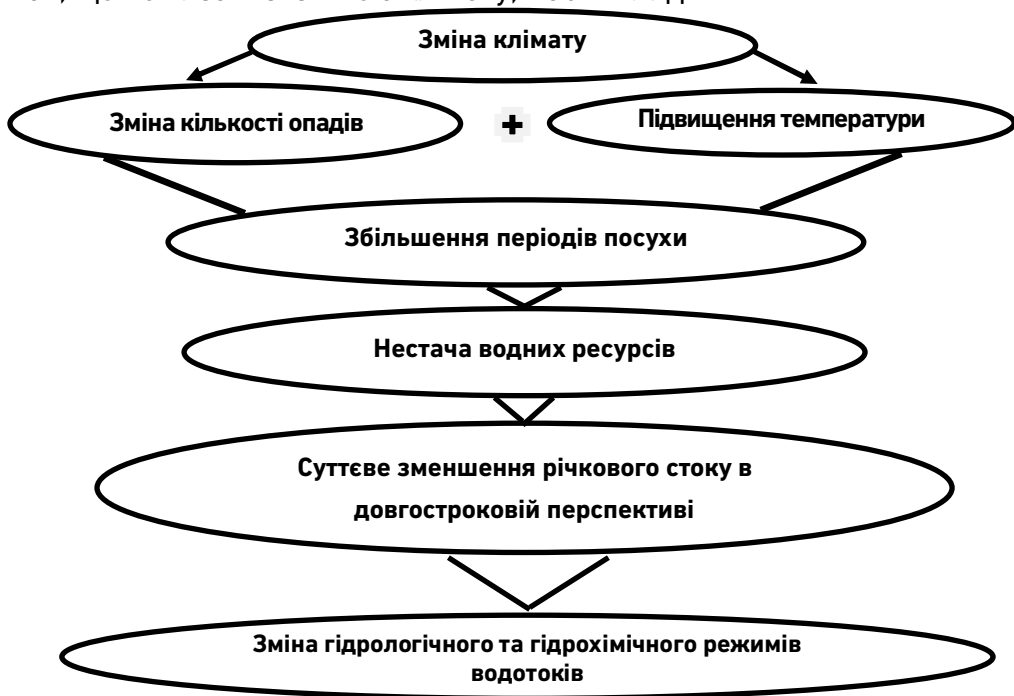 Зміна клімату
Зміна кількості опадів + Підвищення температури
Збільшення періодів посухи
Нестача водних ресурсів
Суттєве зменшення річкового стоку в
довгостроковій перспективі
Зміна гідрологічного та гідрохімічного режимів
водотоків